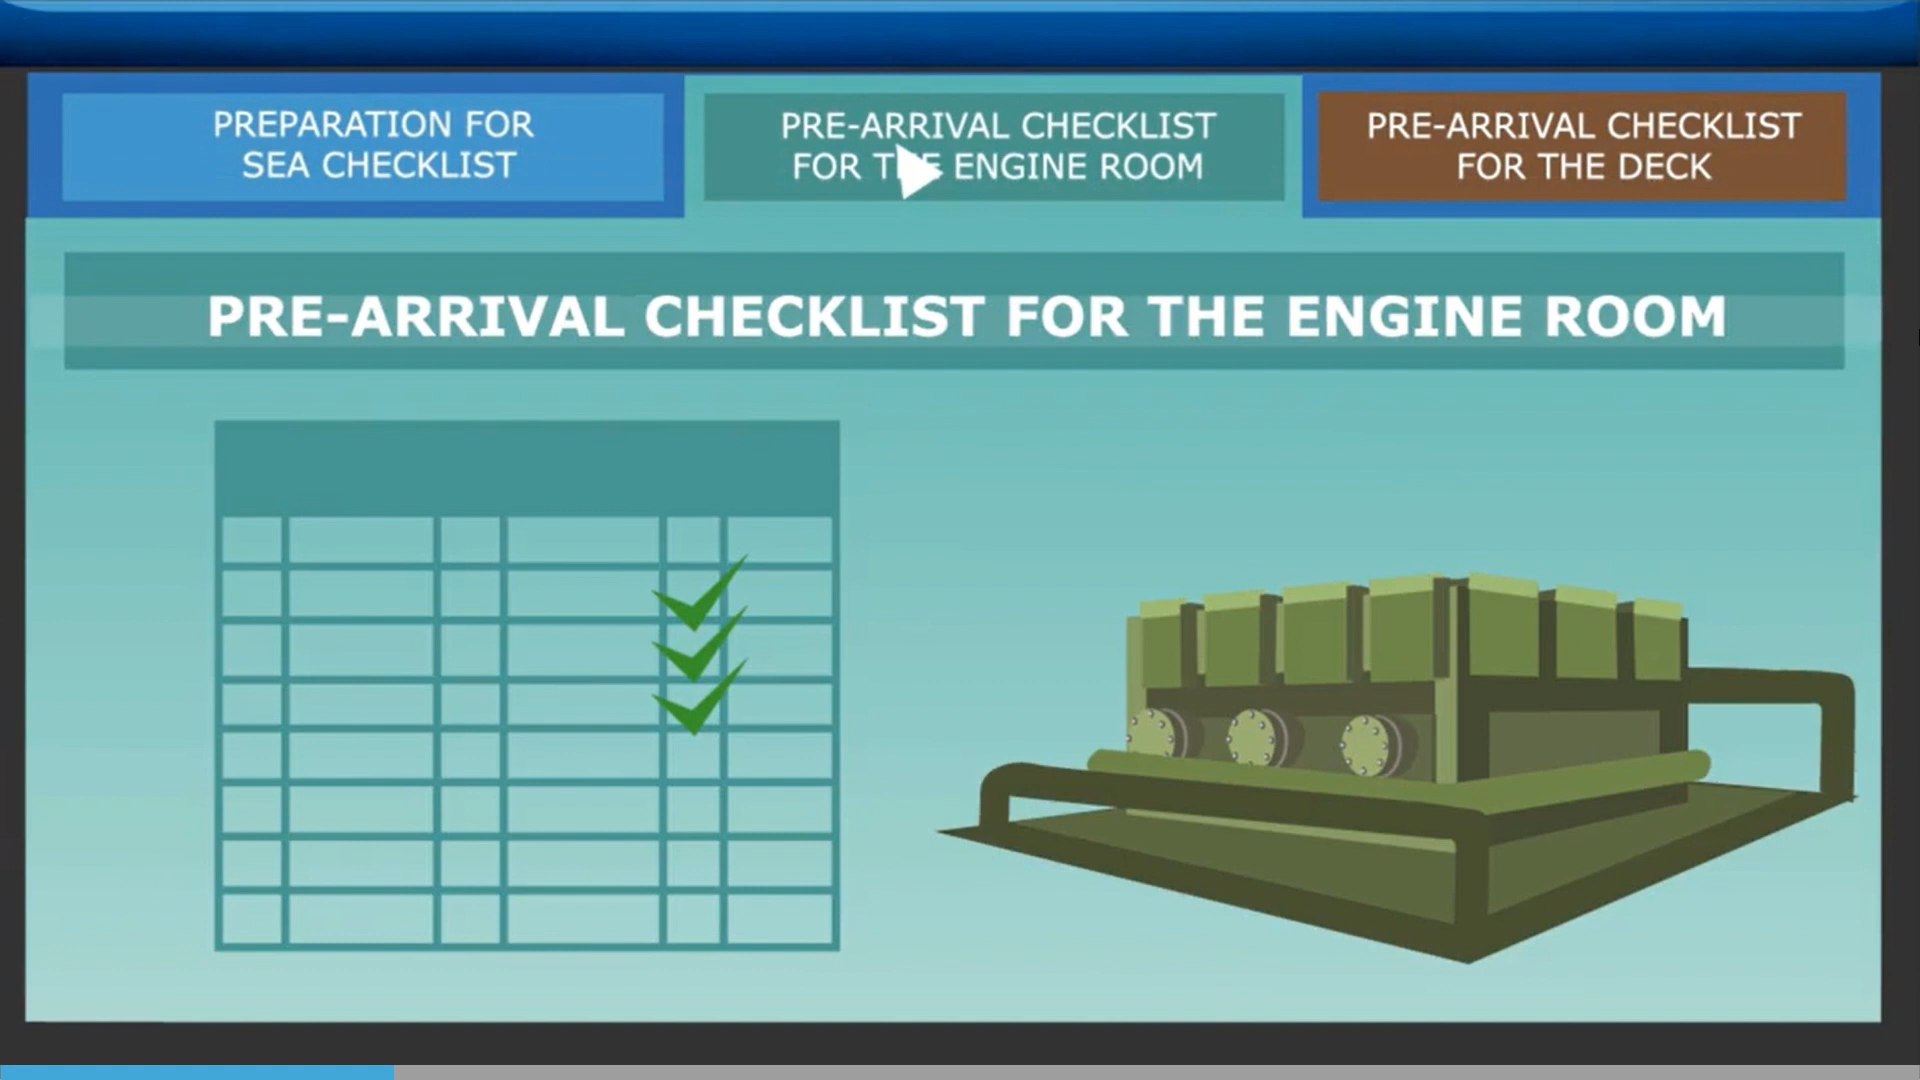 PREPARATION FOR
SEA CHECKLIST
PRE-ARRIVAL CHECKLIST
FOR THE ENGINE ROOM
PRE-ARRIVAL CHECKLIST
FOR THE DECK
PRE-ARRIVAL CHECKLIST FOR THE ENGINE ROOM